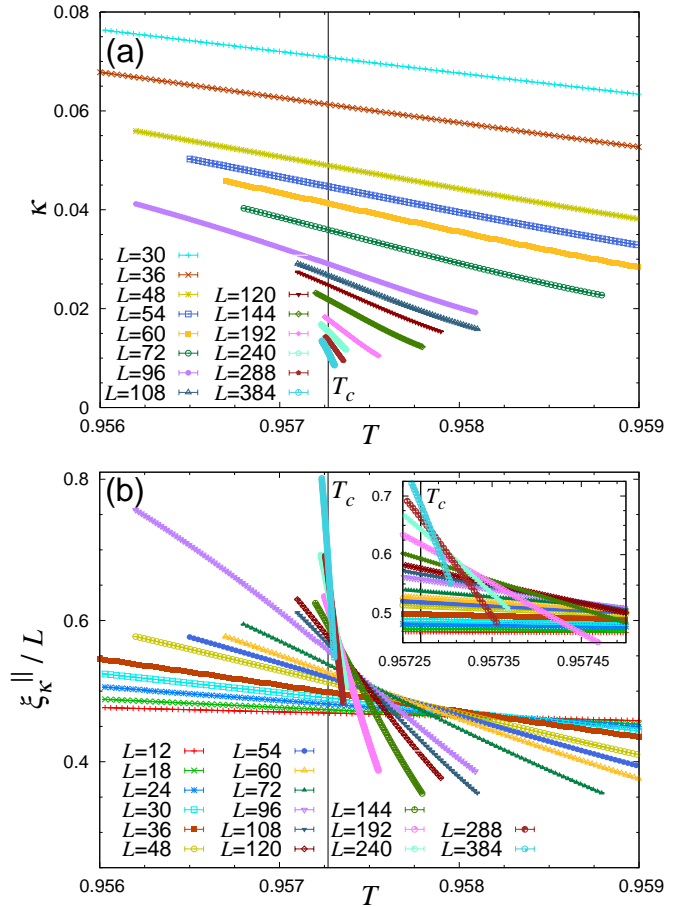 (a)
0.08
0.06
0.04
0.02
0
κ
L=30
L=36
L=48
L=54
L=60
L=72
L=96
L=108
L=120
L=144
L=192
L=240
L=288
L=384
T_c
0.956
0.957
0.958
0.959
T
(b)
0.8
0.6
0.4
ξ_κ^|| / L
T_c
0.7
0.6
0.5
T_c
0.95725
0.95735
0.95745
L=12
L=18
L=24
L=30
L=36
L=48
L=54
L=60
L=72
L=96
L=108
L=120
L=144
L=192
L=240
L=288
L=384
0.956
0.957
0.958
0.959
T